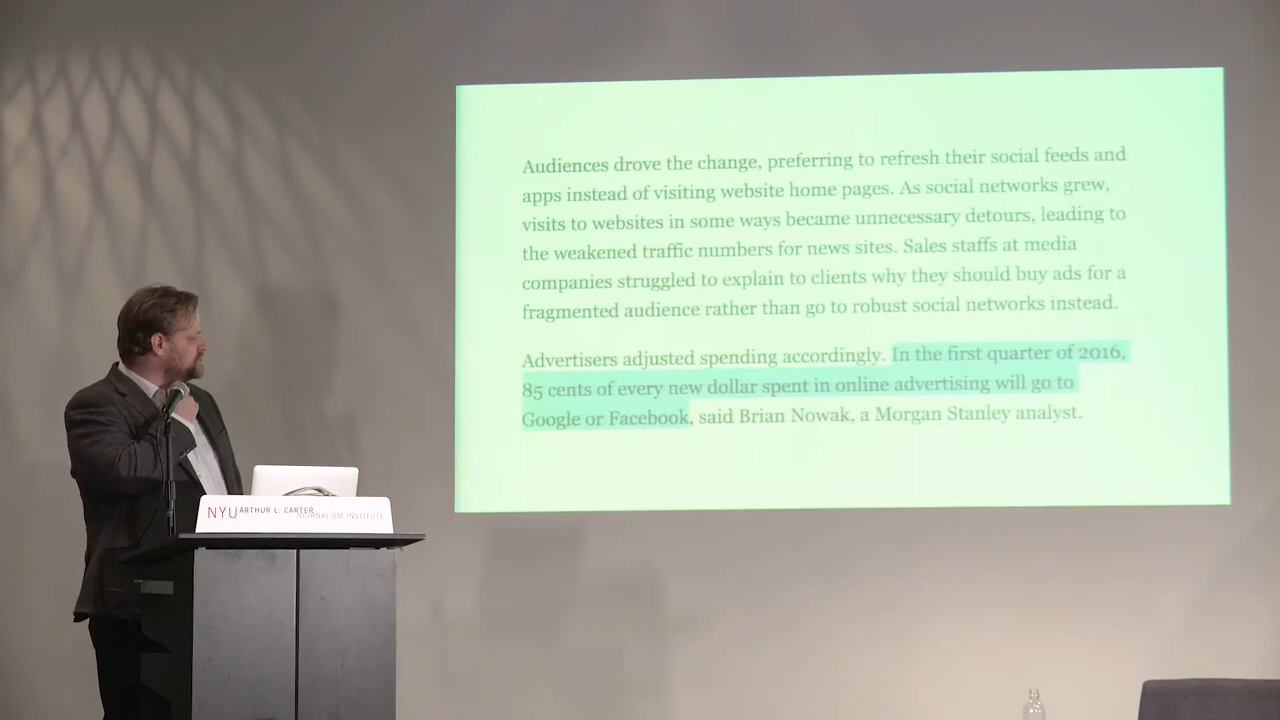 Audiences drove the change, preferring to refresh their social feeds and
apps instead of visiting website home pages. As social networks grew,
visits to websites in some ways became unnecessary detours, leading to
the weakened traffic numbers for news sites. Sales staffs at media
companies struggled to explain to clients why they should buy ads for a
fragmented audience rather than go to robust social networks instead.
Advertisers adjusted spending accordingly. In the first quarter of 2016,
85 cents of every new dollar spent in online advertising will go to
Google or Facebook, said Brian Nowak, a Morgan Stanley analyst.
NYU ARTHUR L. CARTER
JOURNALISM INSTITUTE